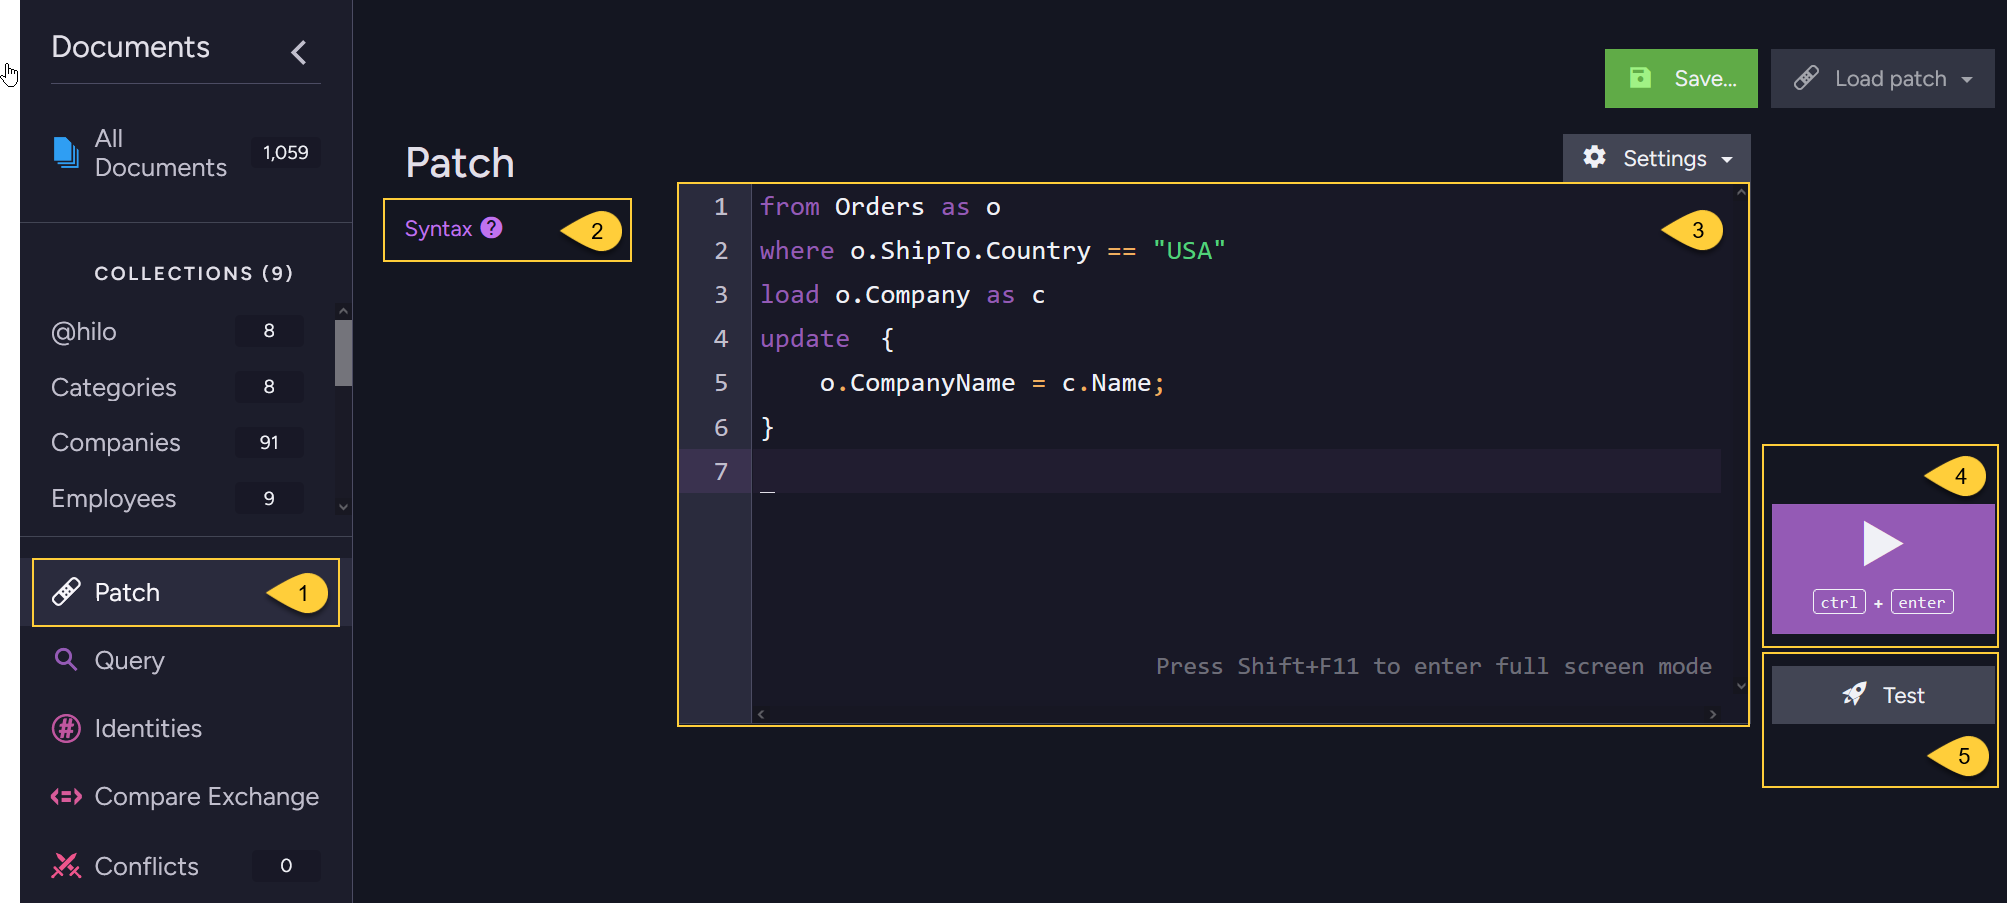 Documents
All
Documents
1,059
COLLECTIONS (9)
@hilo 8
Categories 8
Companies 91
Employees 9
Patch 1
Query
Identities
Compare Exchange
Conflicts 0
Save...
Load patch
Patch
Settings
Syntax ? 2
3
1 from Orders as o
2 where o.ShipTo.Country == "USA"
3 load o.Company as c
4 update  {
5     o.CompanyName = c.Name;
6 }
7
Press Shift+F11 to enter full screen mode
4
ctrl + enter
Test
5